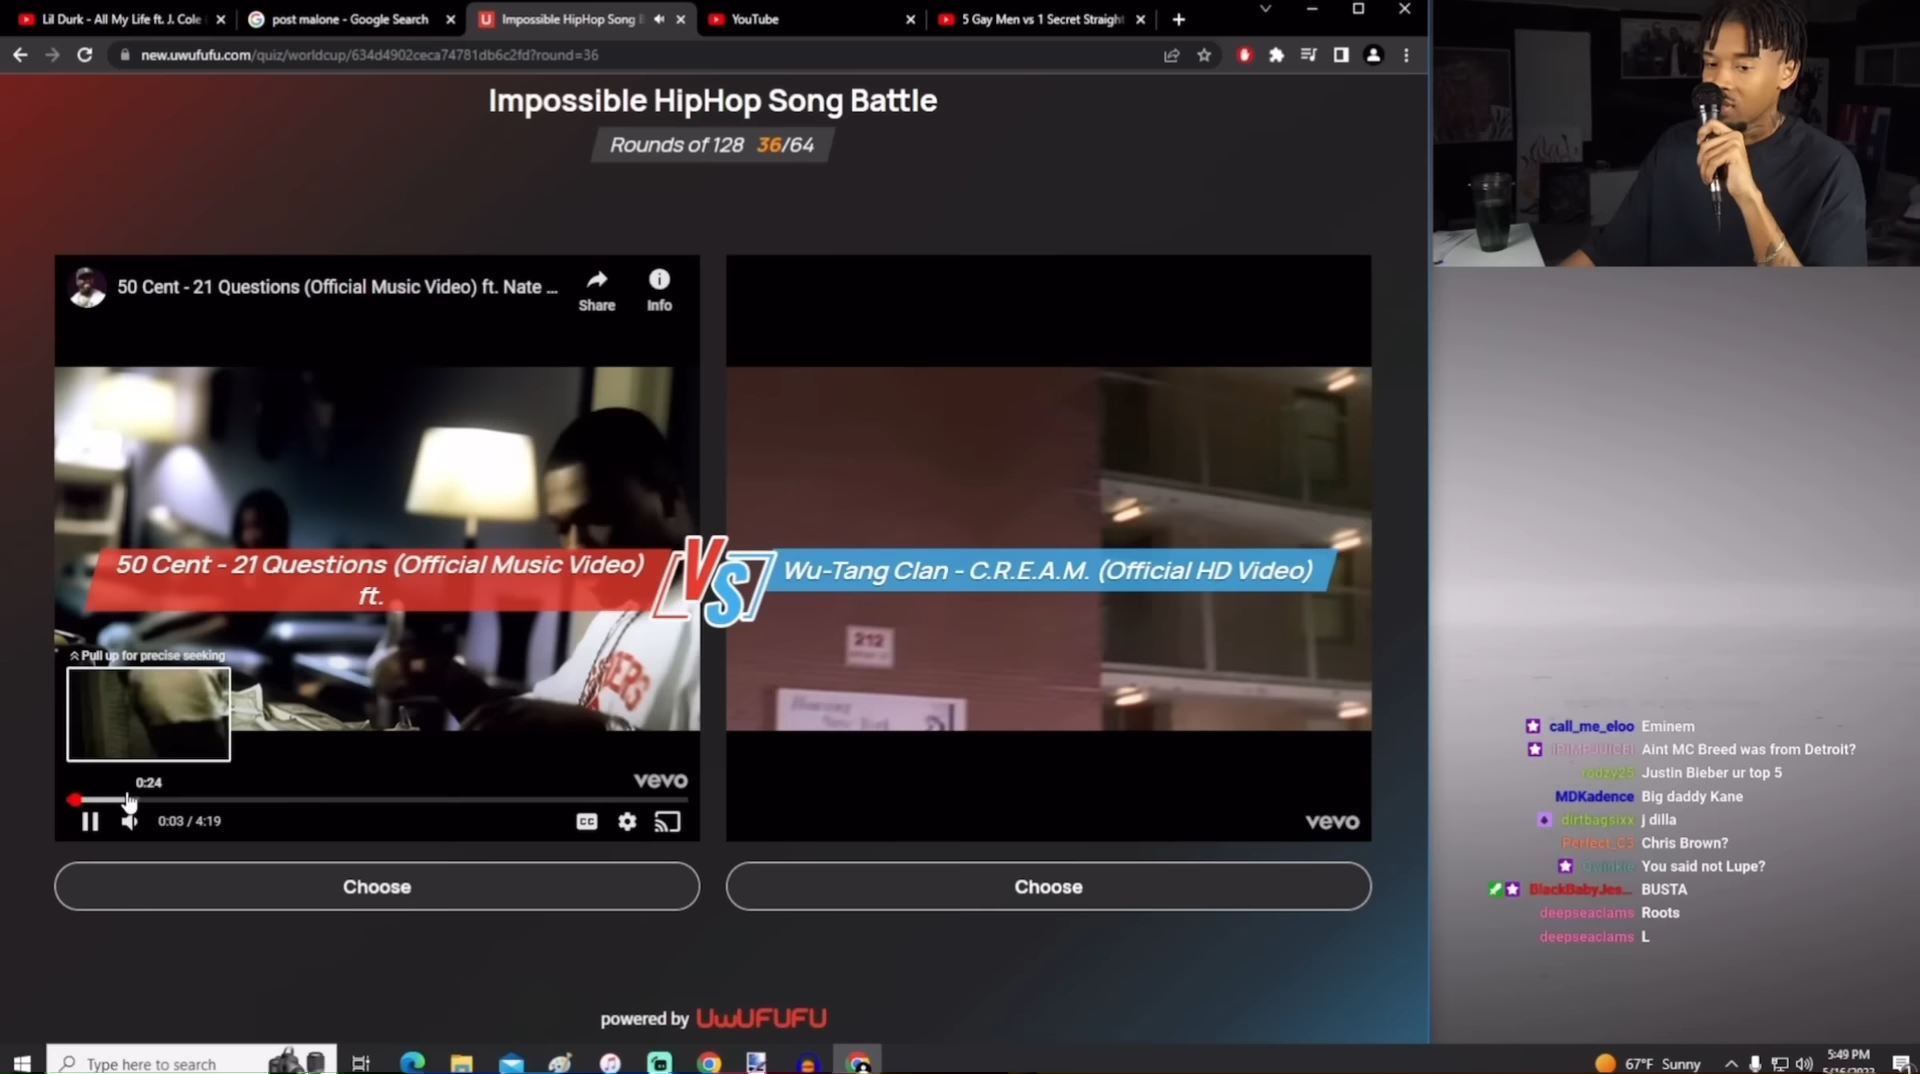 Lil Durk - All My Life ft. J. Cole
post malone - Google Search
Impossible HipHop Song
YouTube
5 Gay Men vs 1 Secret Straight
new.uwufufu.com/quiz/worldcup/634d4902ceca74781db6c2fd?round=36
Impossible HipHop Song Battle
Rounds of 128 36/64
50 Cent - 21 Questions (Official Music Video) ft. Nate ...
Share
Info
50 Cent - 21 Questions (Official Music Video)
ft.
VS
Wu-Tang Clan - C.R.E.A.M. (Official HD Video)
212
Pull up for precise seeking
0:24
vevo
0:03 / 4:19
CC
vevo
Choose
Choose
powered by UwUFUFU
call_me_eloo Eminem
Aint MC Breed was from Detroit?
rodzy25 Justin Bieber ur top 5
MDKadence Big daddy Kane
dirtbagsixx j dilla
Perfect_C3 Chris Brown?
You said not Lupe?
BlackBabyJes... BUSTA
deepseaclams Roots
deepseaclams L
Type here to search
67°F Sunny
5:49 PM